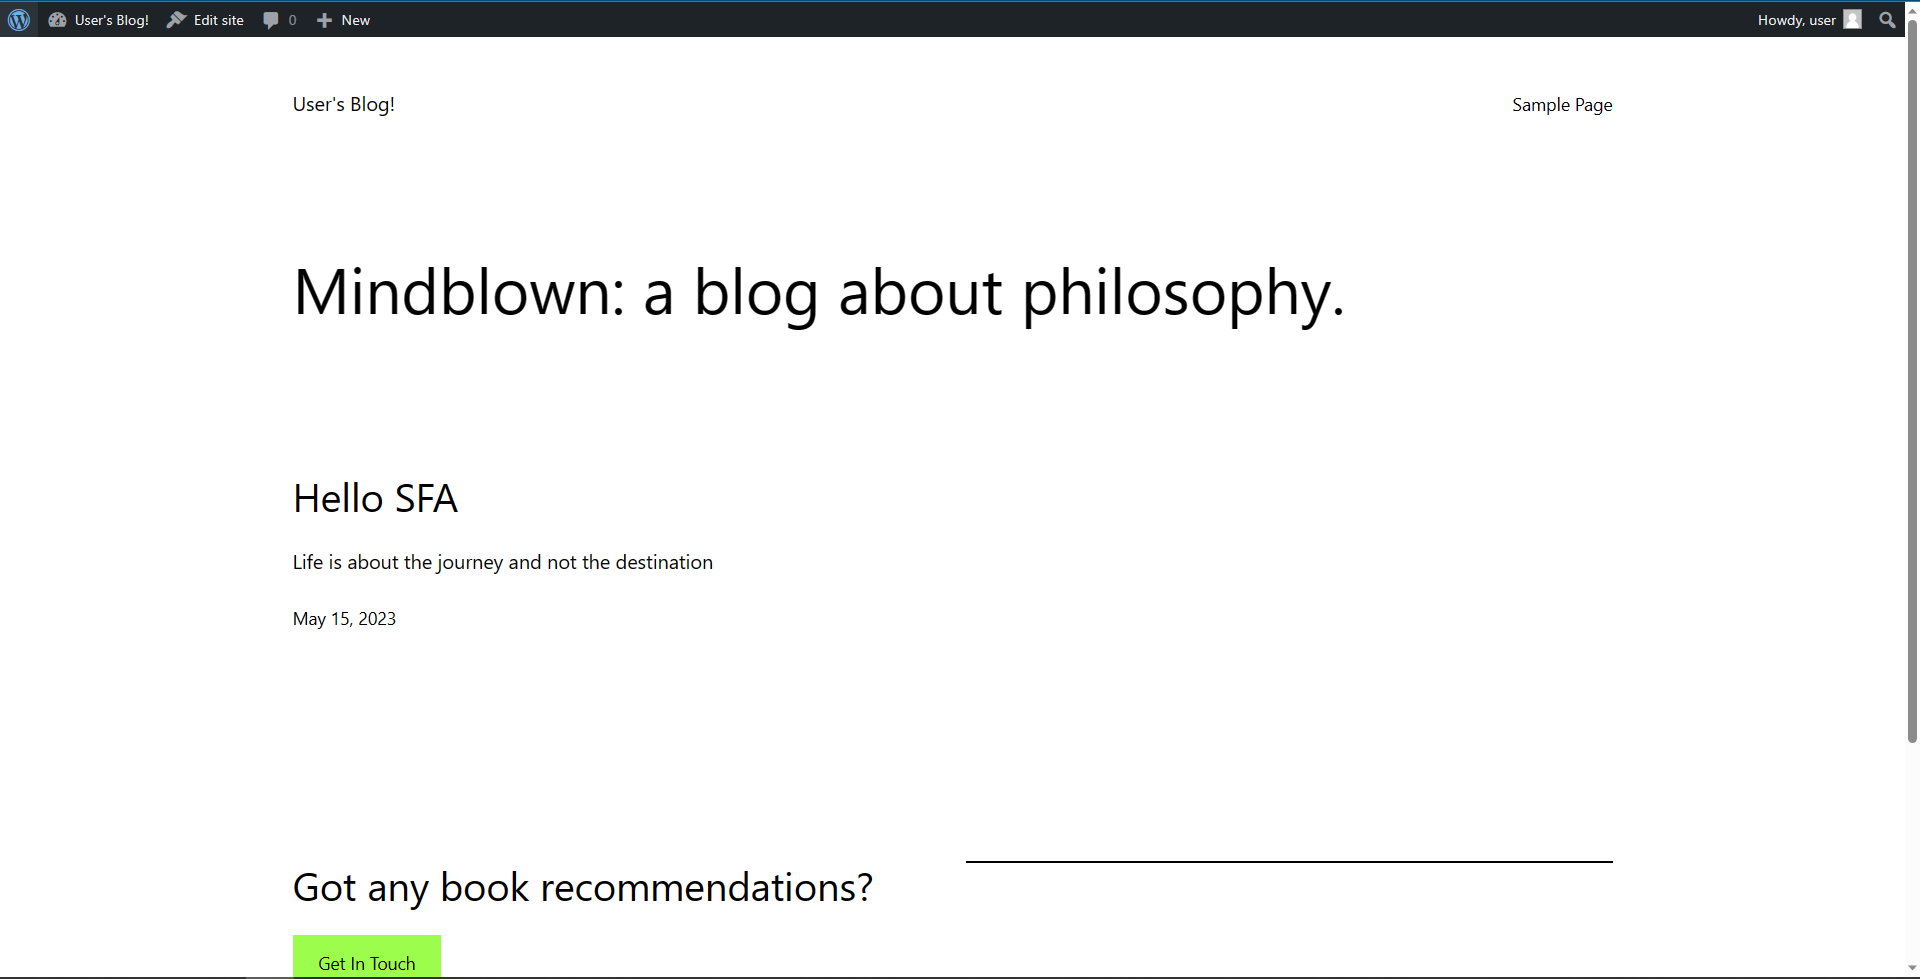 User's Blog! Edit site 0 New Howdy, user
User's Blog! Sample Page
Mindblown: a blog about philosophy.
Hello SFA
Life is about the journey and not the destination
May 15, 2023
Got any book recommendations?
Get In Touch